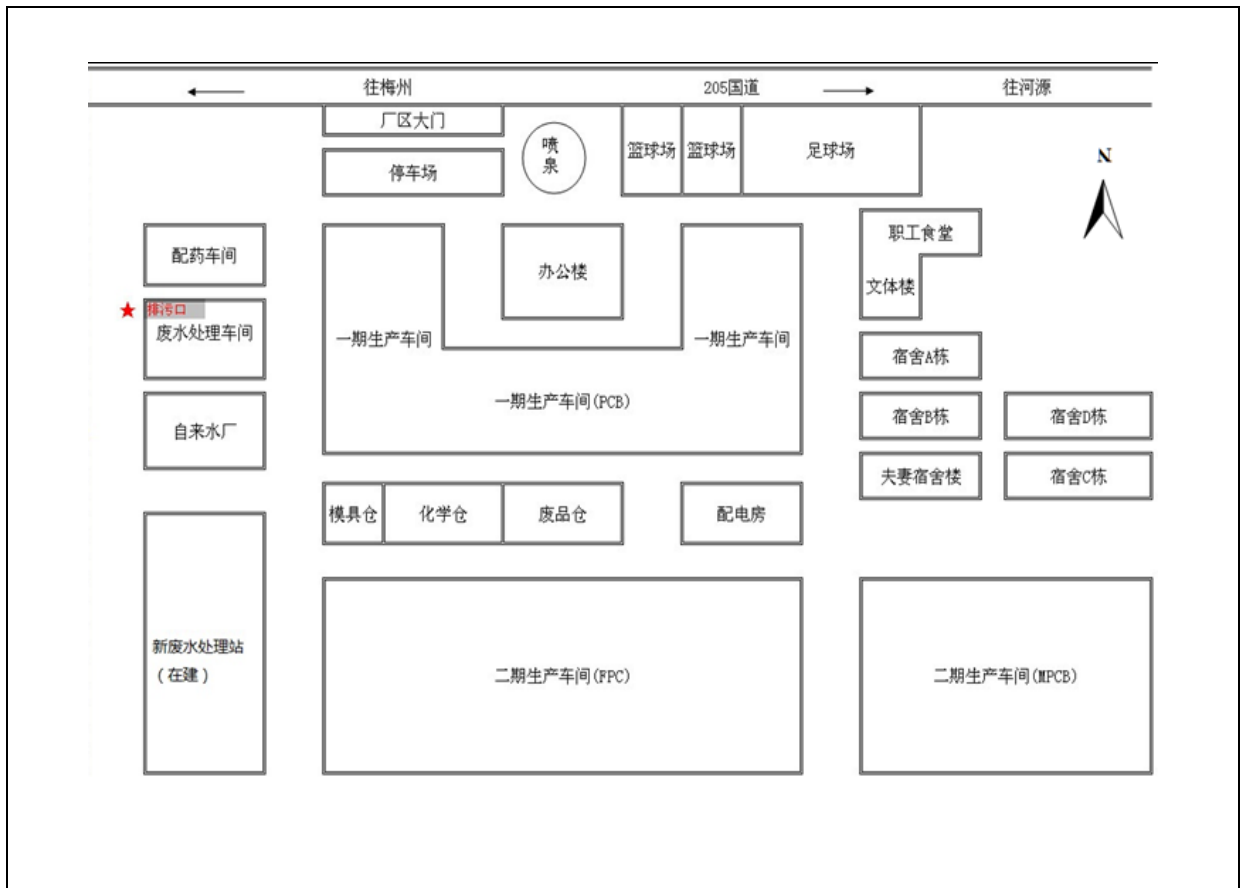 往梅州
205国道
往河源
厂区大门
喷
泉
篮球场
篮球场
足球场
停车场
N
职工食堂
文体楼
配药车间
办公楼
排污口
废水处理车间
一期生产车间
一期生产车间
一期生产车间(PCB)
宿舍A栋
自来水厂
宿舍B栋
宿舍D栋
夫妻宿舍楼
宿舍C栋
模具仓
化学仓
废品仓
配电房
新废水处理站
（在建）
二期生产车间(FPC)
二期生产车间(MPCB)